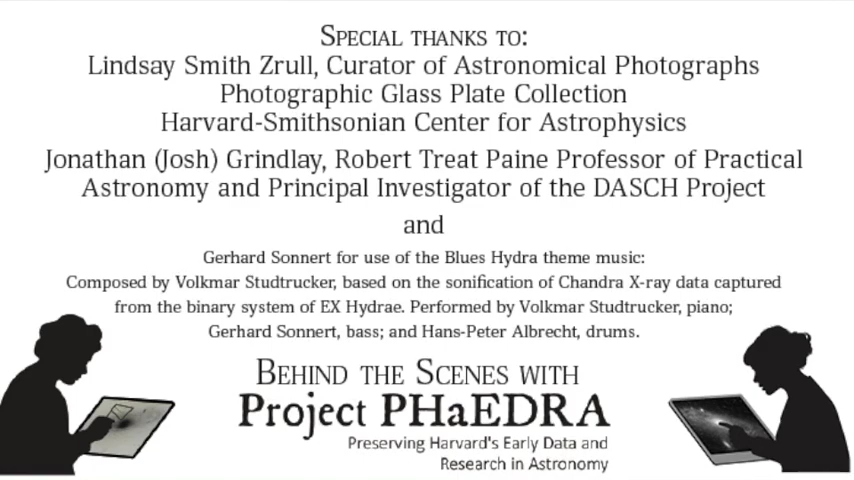 SPECIAL THANKS TO:
Lindsay Smith Zrull, Curator of Astronomical Photographs
Photographic Glass Plate Collection
Harvard-Smithsonian Center for Astrophysics
Jonathan (Josh) Grindlay, Robert Treat Paine Professor of Practical
Astronomy and Principal Investigator of the DASCH Project
and
Gerhard Sonnert for use of the Blues Hydra theme music:
Composed by Volkmar Studtrucker, based on the sonification of Chandra X-ray data captured
from the binary system of EX Hydrae. Performed by Volkmar Studtrucker, piano;
Gerhard Sonnert, bass; and Hans-Peter Albrecht, drums.
BEHIND THE SCENES WITH
Project PHaEDRA
Preserving Harvard's Early Data and
Research in Astronomy